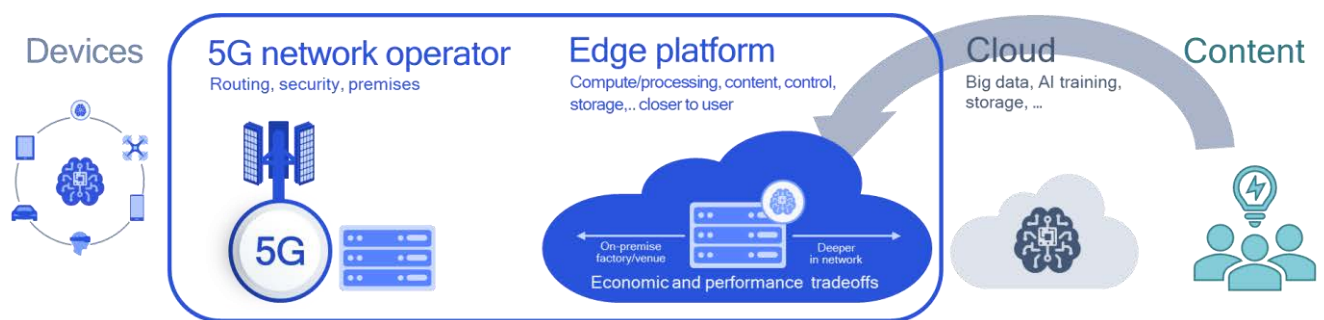 Devices
5G network operator
Routing, security, premises
5G
Edge platform
Compute/processing, content, control,
storage,.. closer to user
On-premise
factory/venue
Deeper
in network
Economic and performance tradeoffs
Cloud
Big data, AI training,
storage, ...
Content